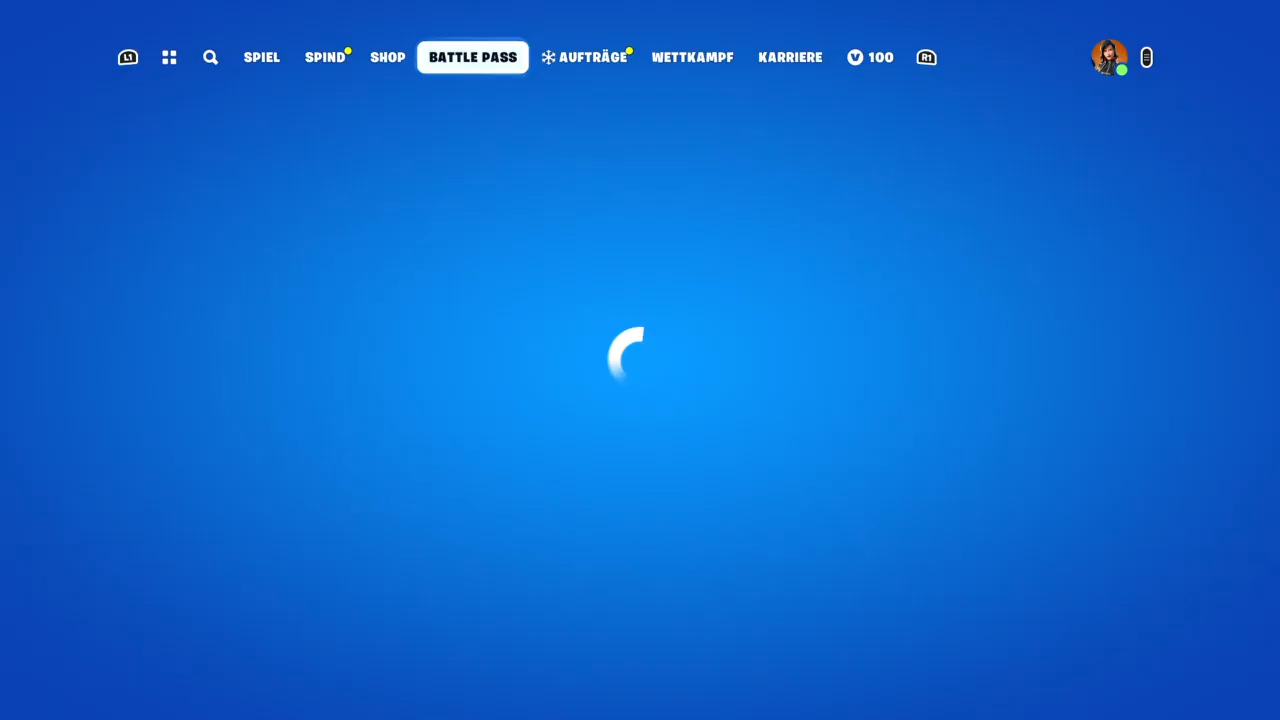 L1 SPIEL SPIND SHOP BATTLE PASS AUFTRÄGE WETTKAMPF KARRIERE V 100 R1